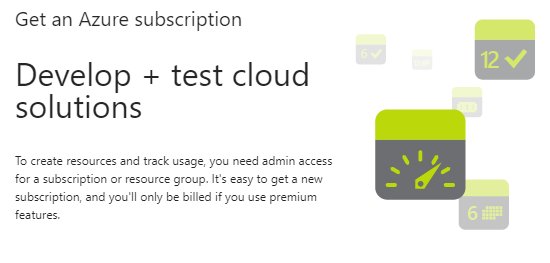 Get an Azure subscription
Develop + test cloud
solutions
To create resources and track usage, you need admin access
for a subscription or resource group. It's easy to get a new
subscription, and you'll only be billed if you use premium
features.
6
12
6